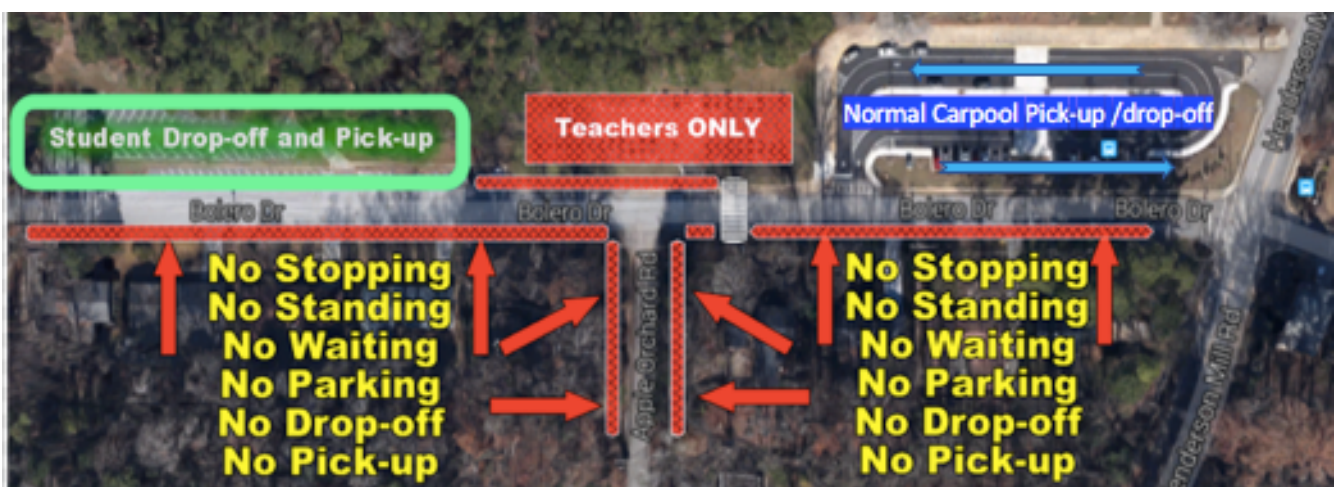 Student Drop-off and Pick-up
Teachers ONLY
Normal Carpool Pick-up /drop-off
Bolero Dr
Bolero Dr
Bolero Dr
Bolero Dr
No Stopping
No Standing
No Waiting
No Parking
No Drop-off
No Pick-up
Apple Orchard Rd
No Stopping
No Standing
No Waiting
No Parking
No Drop-off
No Pick-up
Henderson M
enderson Mill Rd